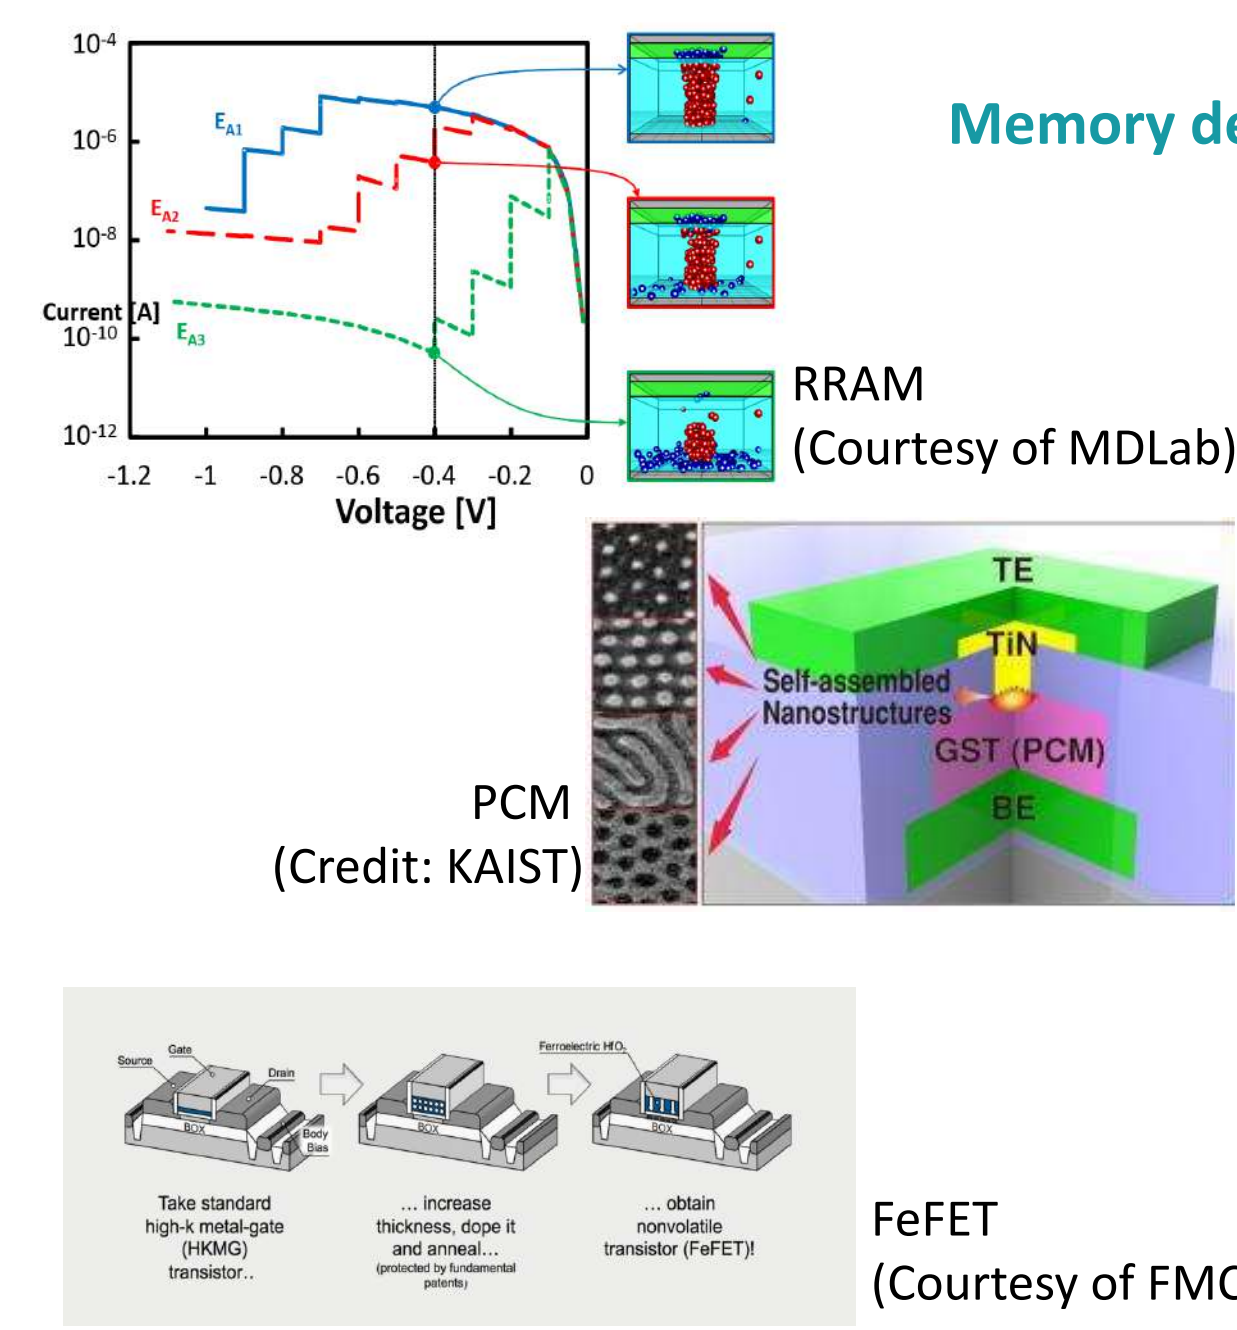 Memory de
10-4
10-6
10-8
Current [A]
10-10
10-12
EA1
EA2
EA3
-1.2 -1 -0.8 -0.6 -0.4 -0.2 0
Voltage [V]
RRAM
(Courtesy of MDLab)
TE
TiN
Self-assembled
Nanostructures
GST (PCM)
BE
PCM
(Credit: KAIST)
Source
Gate
Drain
BOX
Body
Bias
BOX
Ferroelectric HfO2
BOX
Take standard
high-k metal-gate
(HKMG)
transistor..
... increase
thickness, dope it
and anneal...
(protected by fundamental
patents)
... obtain
nonvolatile
transistor (FeFET)!
FeFET
(Courtesy of FMC